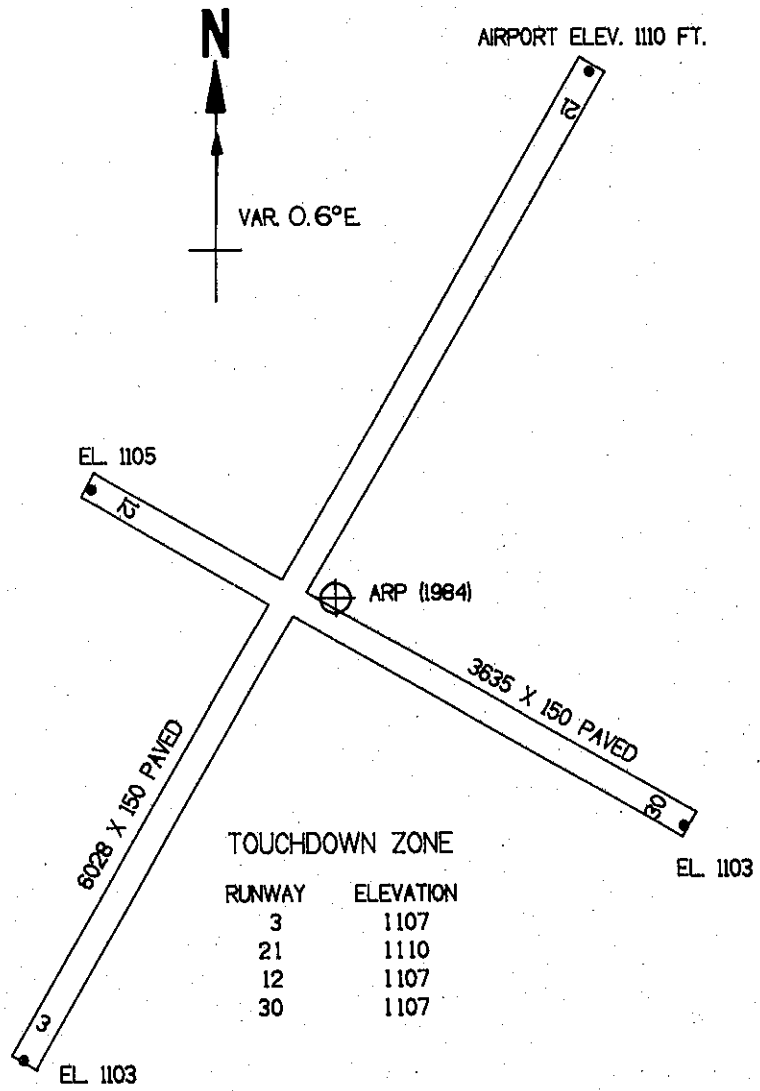 N
AIRPORT ELEV. 1110 FT.
21
VAR. 0.6°E
EL. 1105
12
ARP (1984)
3635 X 150 PAVED
6028 X 150 PAVED
30
EL. 1103
TOUCHDOWN ZONE
RUNWAY ELEVATION
3 1107
21 1110
12 1107
30 1107
3
EL. 1103